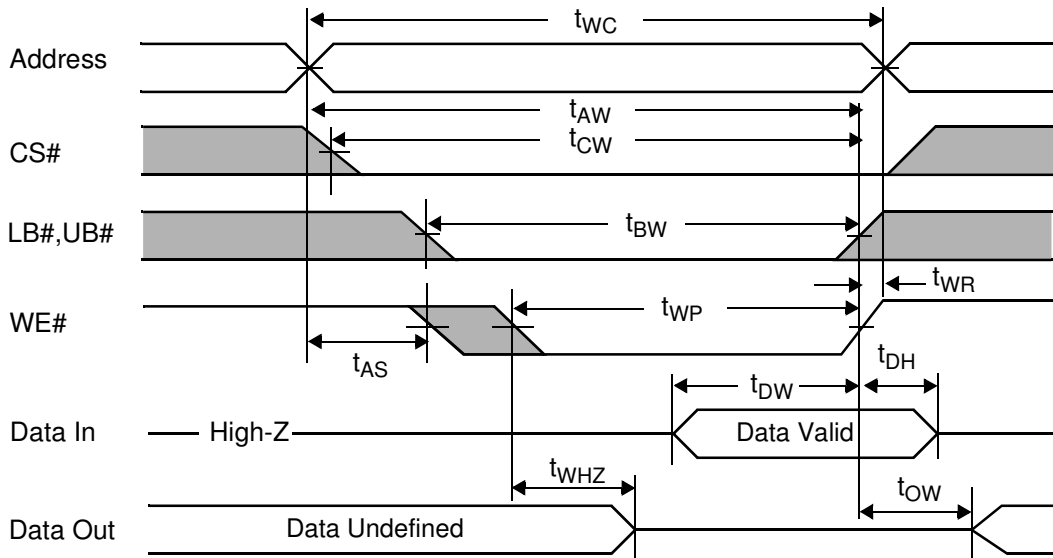 tWC
Address
tAW
tCW
CS#
tBW
LB#,UB#
tWR
tWP
WE#
tAS
tDH
tDW
Data In
High-Z
Data Valid
tWHZ
tOW
Data Out
Data Undefined